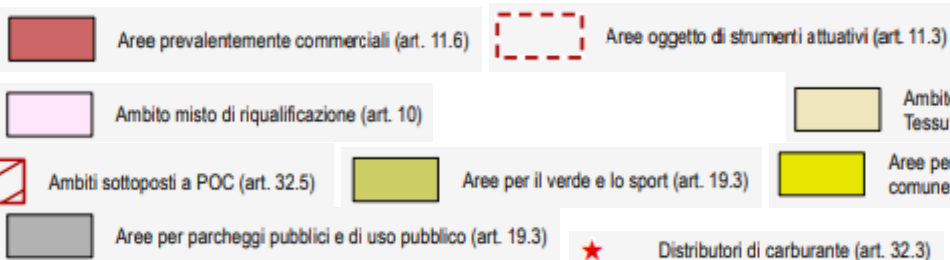 Aree prevalentemente commerciali (art. 11.6)
Aree oggetto di strumenti attuativi (art. 11.3)
Ambito misto di riqualificazione (art. 10)
Ambito
Tessu
Ambiti sottoposti a POC (art. 32.5)
Aree per il verde e lo sport (art. 19.3)
Aree per
comune
Aree per parcheggi pubblici e di uso pubblico (art. 19.3)
Distributori di carburante (art. 32.3)